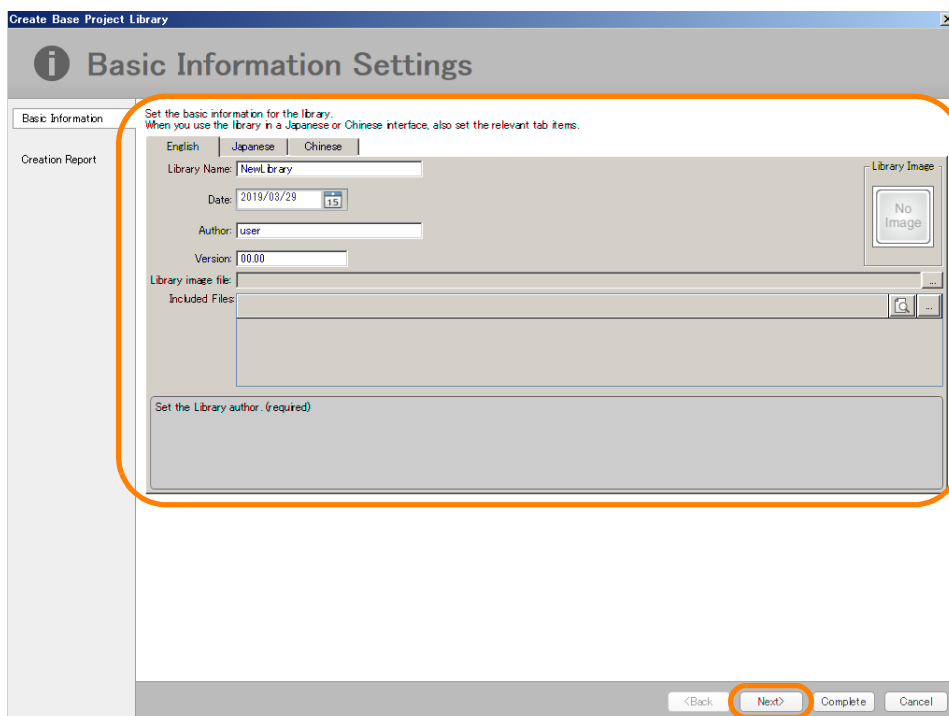 Create Base Project Library
Basic Information Settings
Basic Information
Creation Report
Set the basic information for the library.
When you use the library in a Japanese or Chinese interface, also set the relevant tab items.
English Japanese Chinese
Library Name: NewLibrary
Date: 2019/03/29 15
Author: user
Version: 00.00
Library Image
No
Image
Library image file: ...
Included Files: ...
Set the Library author. (required)
<Back Next> Complete Cancel